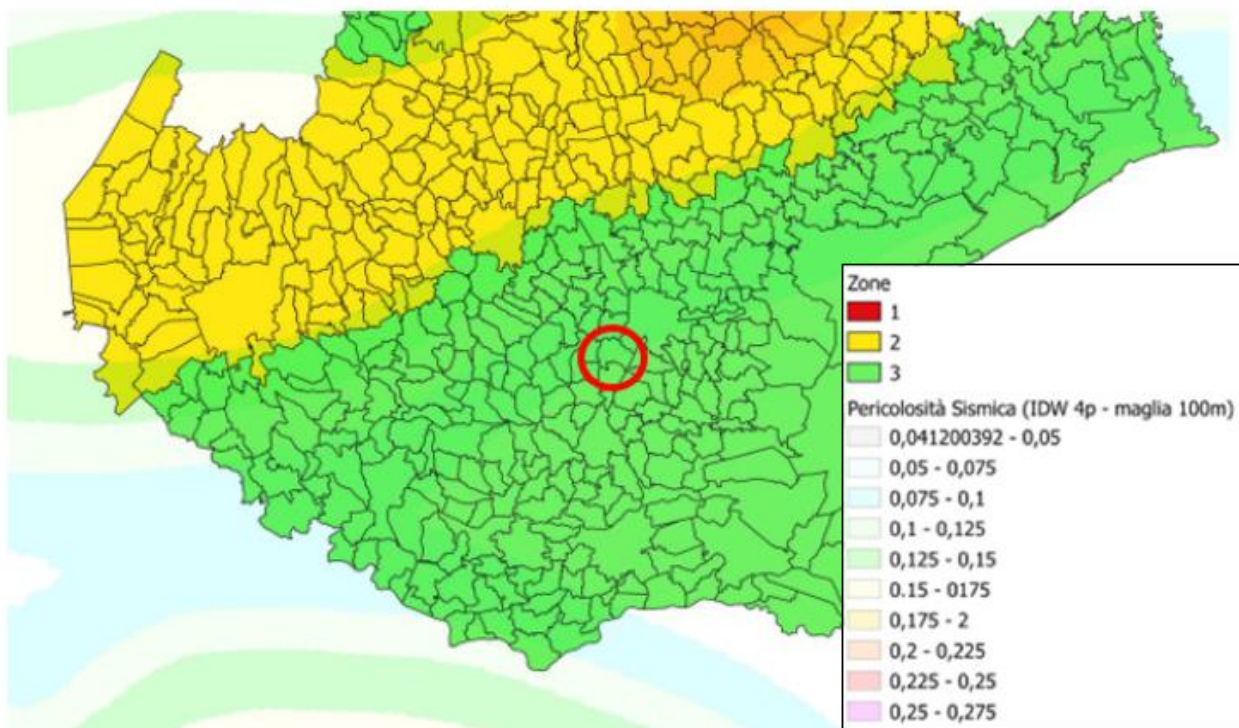 Zone
1
2
3
Pericolosità Sismica (IDW 4p - maglia 100m)
0,041200392 - 0,05
0,05 - 0,075
0,075 - 0,1
0,1 - 0,125
0,125 - 0,15
0.15 - 0175
0,175 - 2
0,2 - 0,225
0,225 - 0,25
0,25 - 0,275